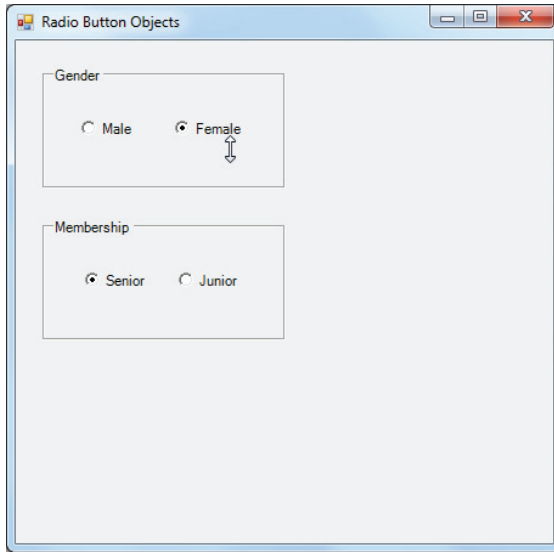 Radio Button Objects
Gender
Male Female
Membership
Senior Junior